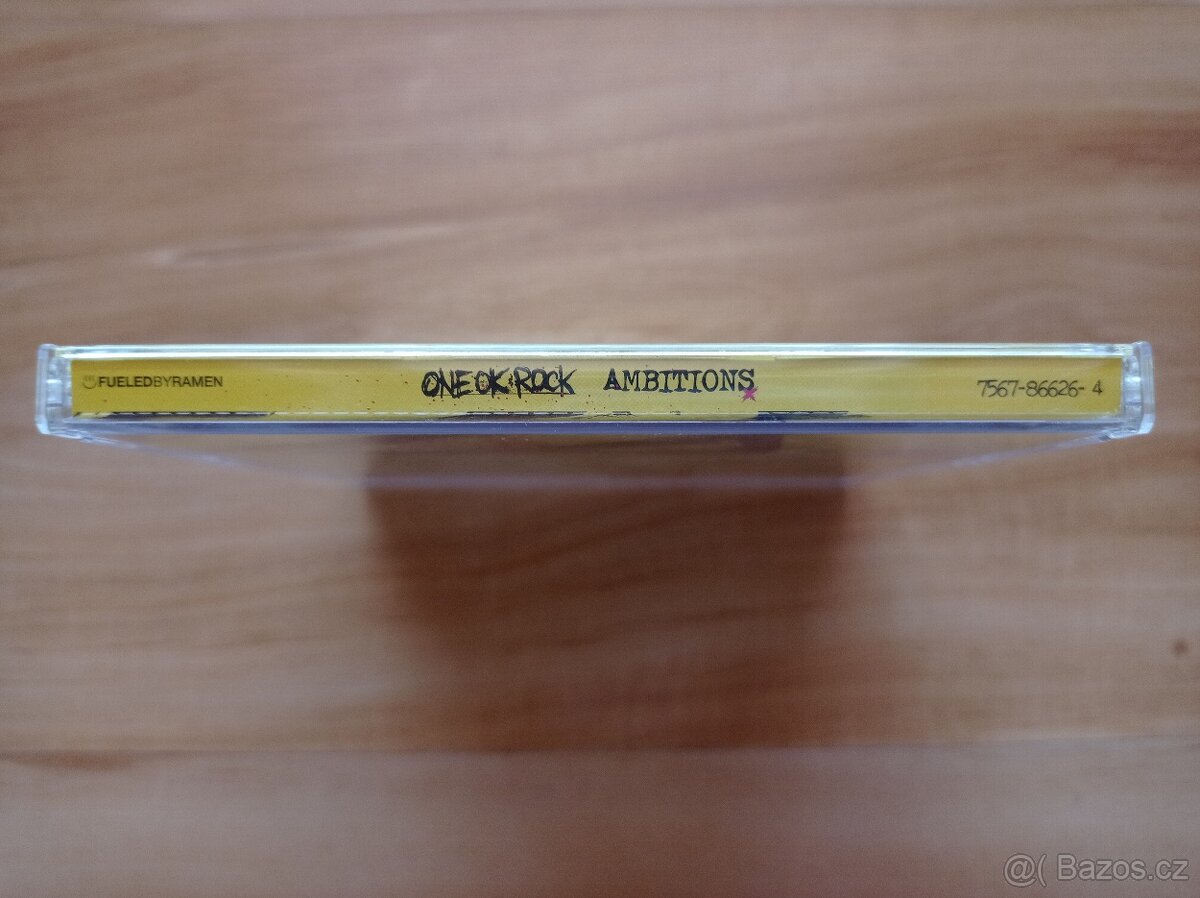 FUELEDBYRAMEN ONE OK ROCK AMBITIONS 7567-86626-4
@( Bazos.cz